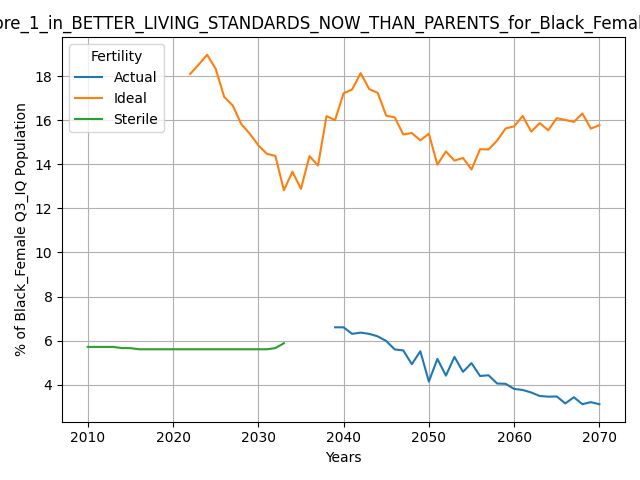 ore_1_in_BETTER_LIVING_STANDARDS_NOW_THAN_PARENTS_for_Black_Femal
Fertility
Actual
Ideal
Sterile
% of Black_Female Q3_IQ Population
18
16
14
12
10
8
6
4
2010 2020 2030 2040 2050 2060 2070
Years